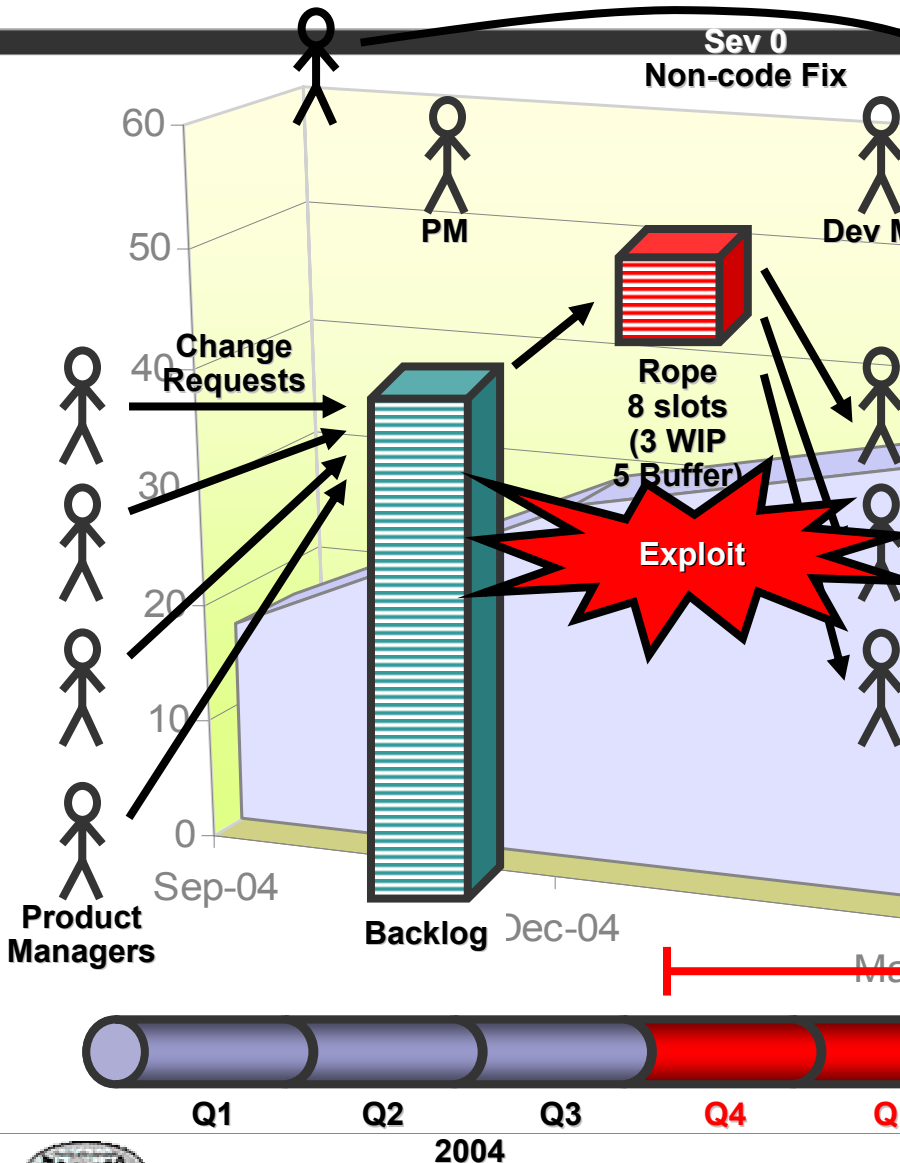 Sev 0
Non-code Fix
60
PM
Dev M
50
Change
Requests
40
Rope
8 slots
(3 WIP
5 Buffer)
30
Exploit
20
10
0
Sep-04
Product
Managers
Backlog
Dec-04
Ma
Q1
Q2
Q3
Q4
Q
2004